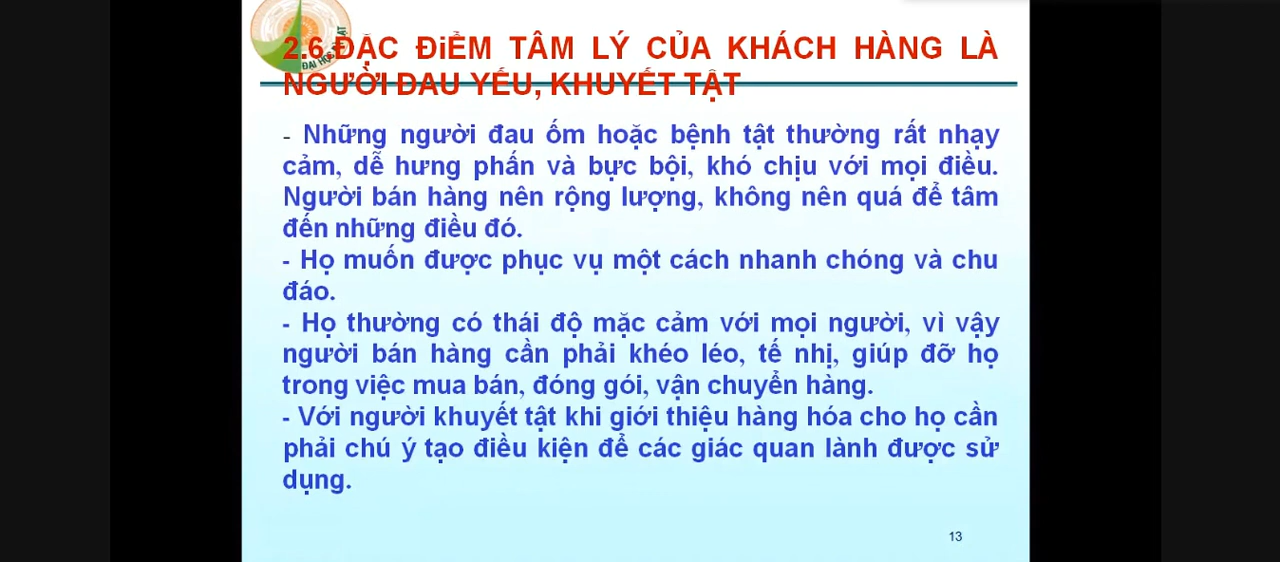 2.6.ĐẶC ĐiỂM TÂM LÝ CỦA KHÁCH HÀNG LÀ
NGƯỜI ĐAU YẾU, KHUYẾT TẬT
- Những người đau ốm hoặc bệnh tật thường rất nhạy
cảm, dễ hưng phấn và bực bội, khó chịu với mọi điều.
Người bán hàng nên rộng lượng, không nên quá để tâm
đến những điều đó.
- Họ muốn được phục vụ một cách nhanh chóng và chu
đáo.
- Họ thường có thái độ mặc cảm với mọi người, vì vậy
người bán hàng cần phải khéo léo, tế nhị, giúp đỡ họ
trong việc mua bán, đóng gói, vận chuyển hàng.
- Với người khuyết tật khi giới thiệu hàng hóa cho họ cần
phải chú ý tạo điều kiện để các giác quan lành được sử
dụng.
13